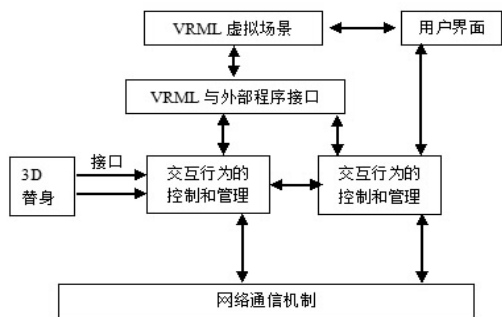 VRML 虚拟场景
用户界面
VRML 与外部程序接口
3D
替身
接口
交互行为的
控制和管理
交互行为的
控制和管理
网络通信机制